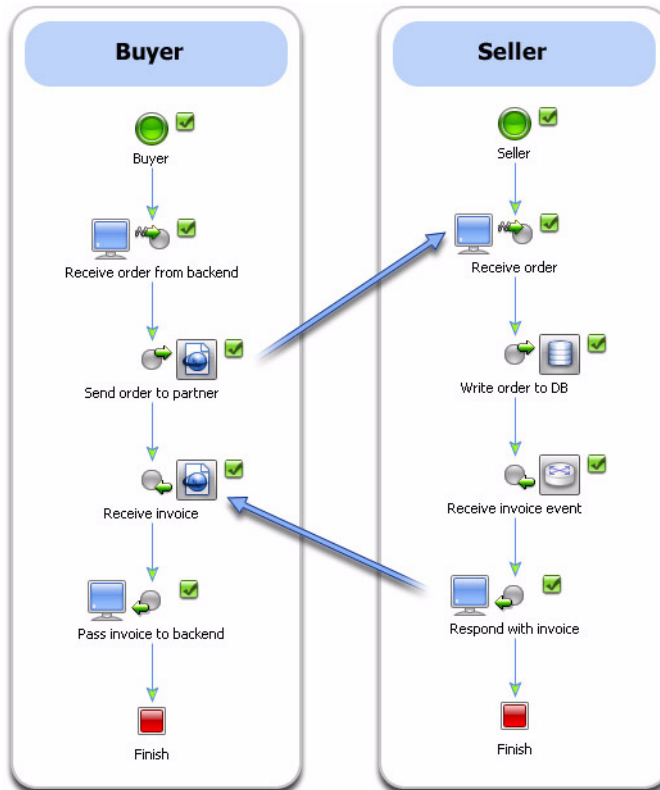 Buyer
Buyer
Receive order from backend
Send order to partner
Receive invoice
Pass invoice to backend
Finish
Seller
Seller
Receive order
Write order to DB
Receive invoice event
Respond with invoice
Finish